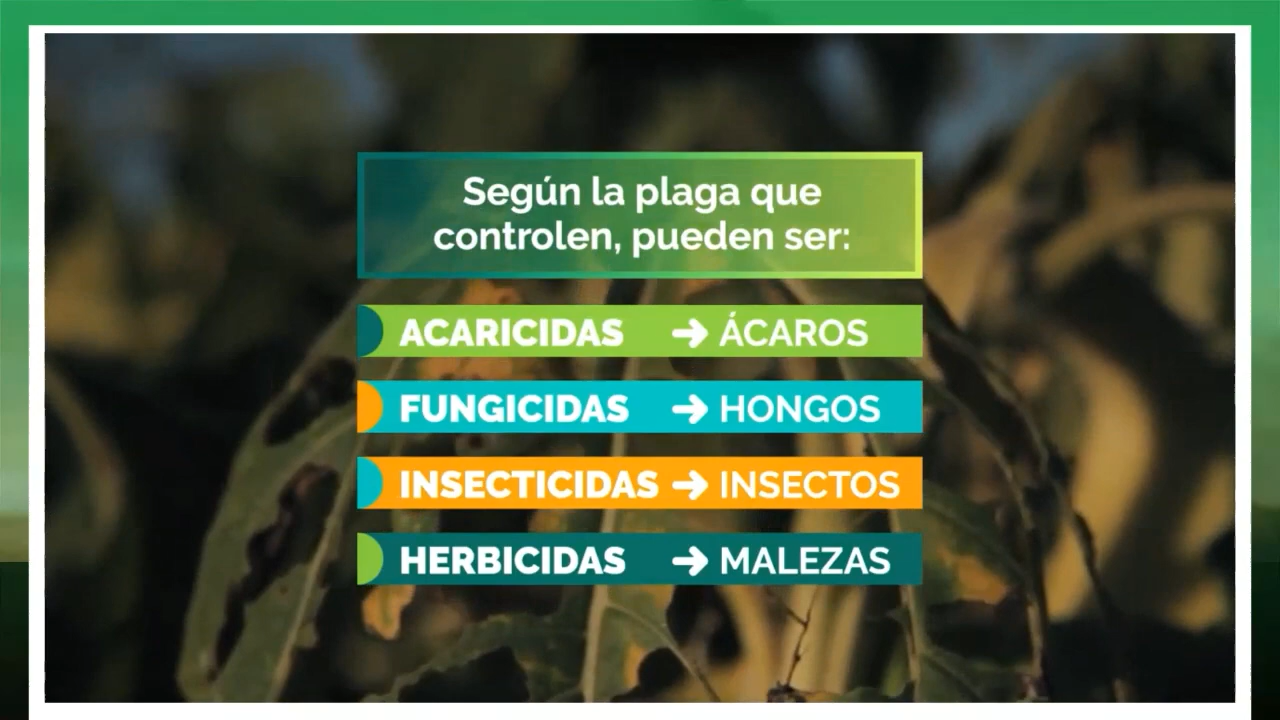 Según la plaga que
controlen, pueden ser:
ACARICIDAS → ÁCAROS
FUNGICIDAS → HONGOS
INSECTICIDAS → INSECTOS
HERBICIDAS → MALEZAS